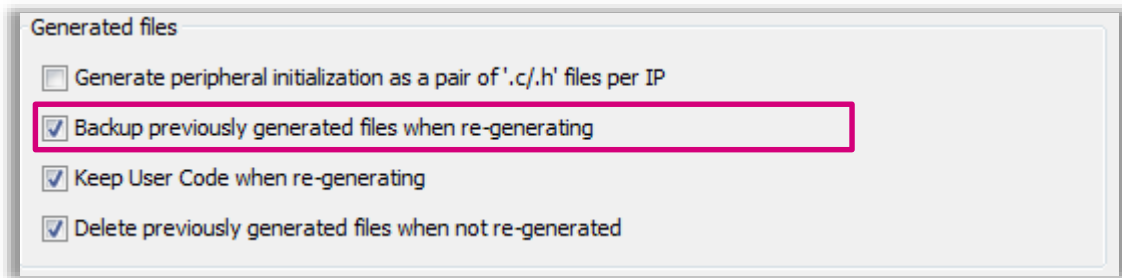 Generated files
Generate peripheral initialization as a pair of '.c/.h' files per IP
Backup previously generated files when re-generating
Keep User Code when re-generating
Delete previously generated files when not re-generated